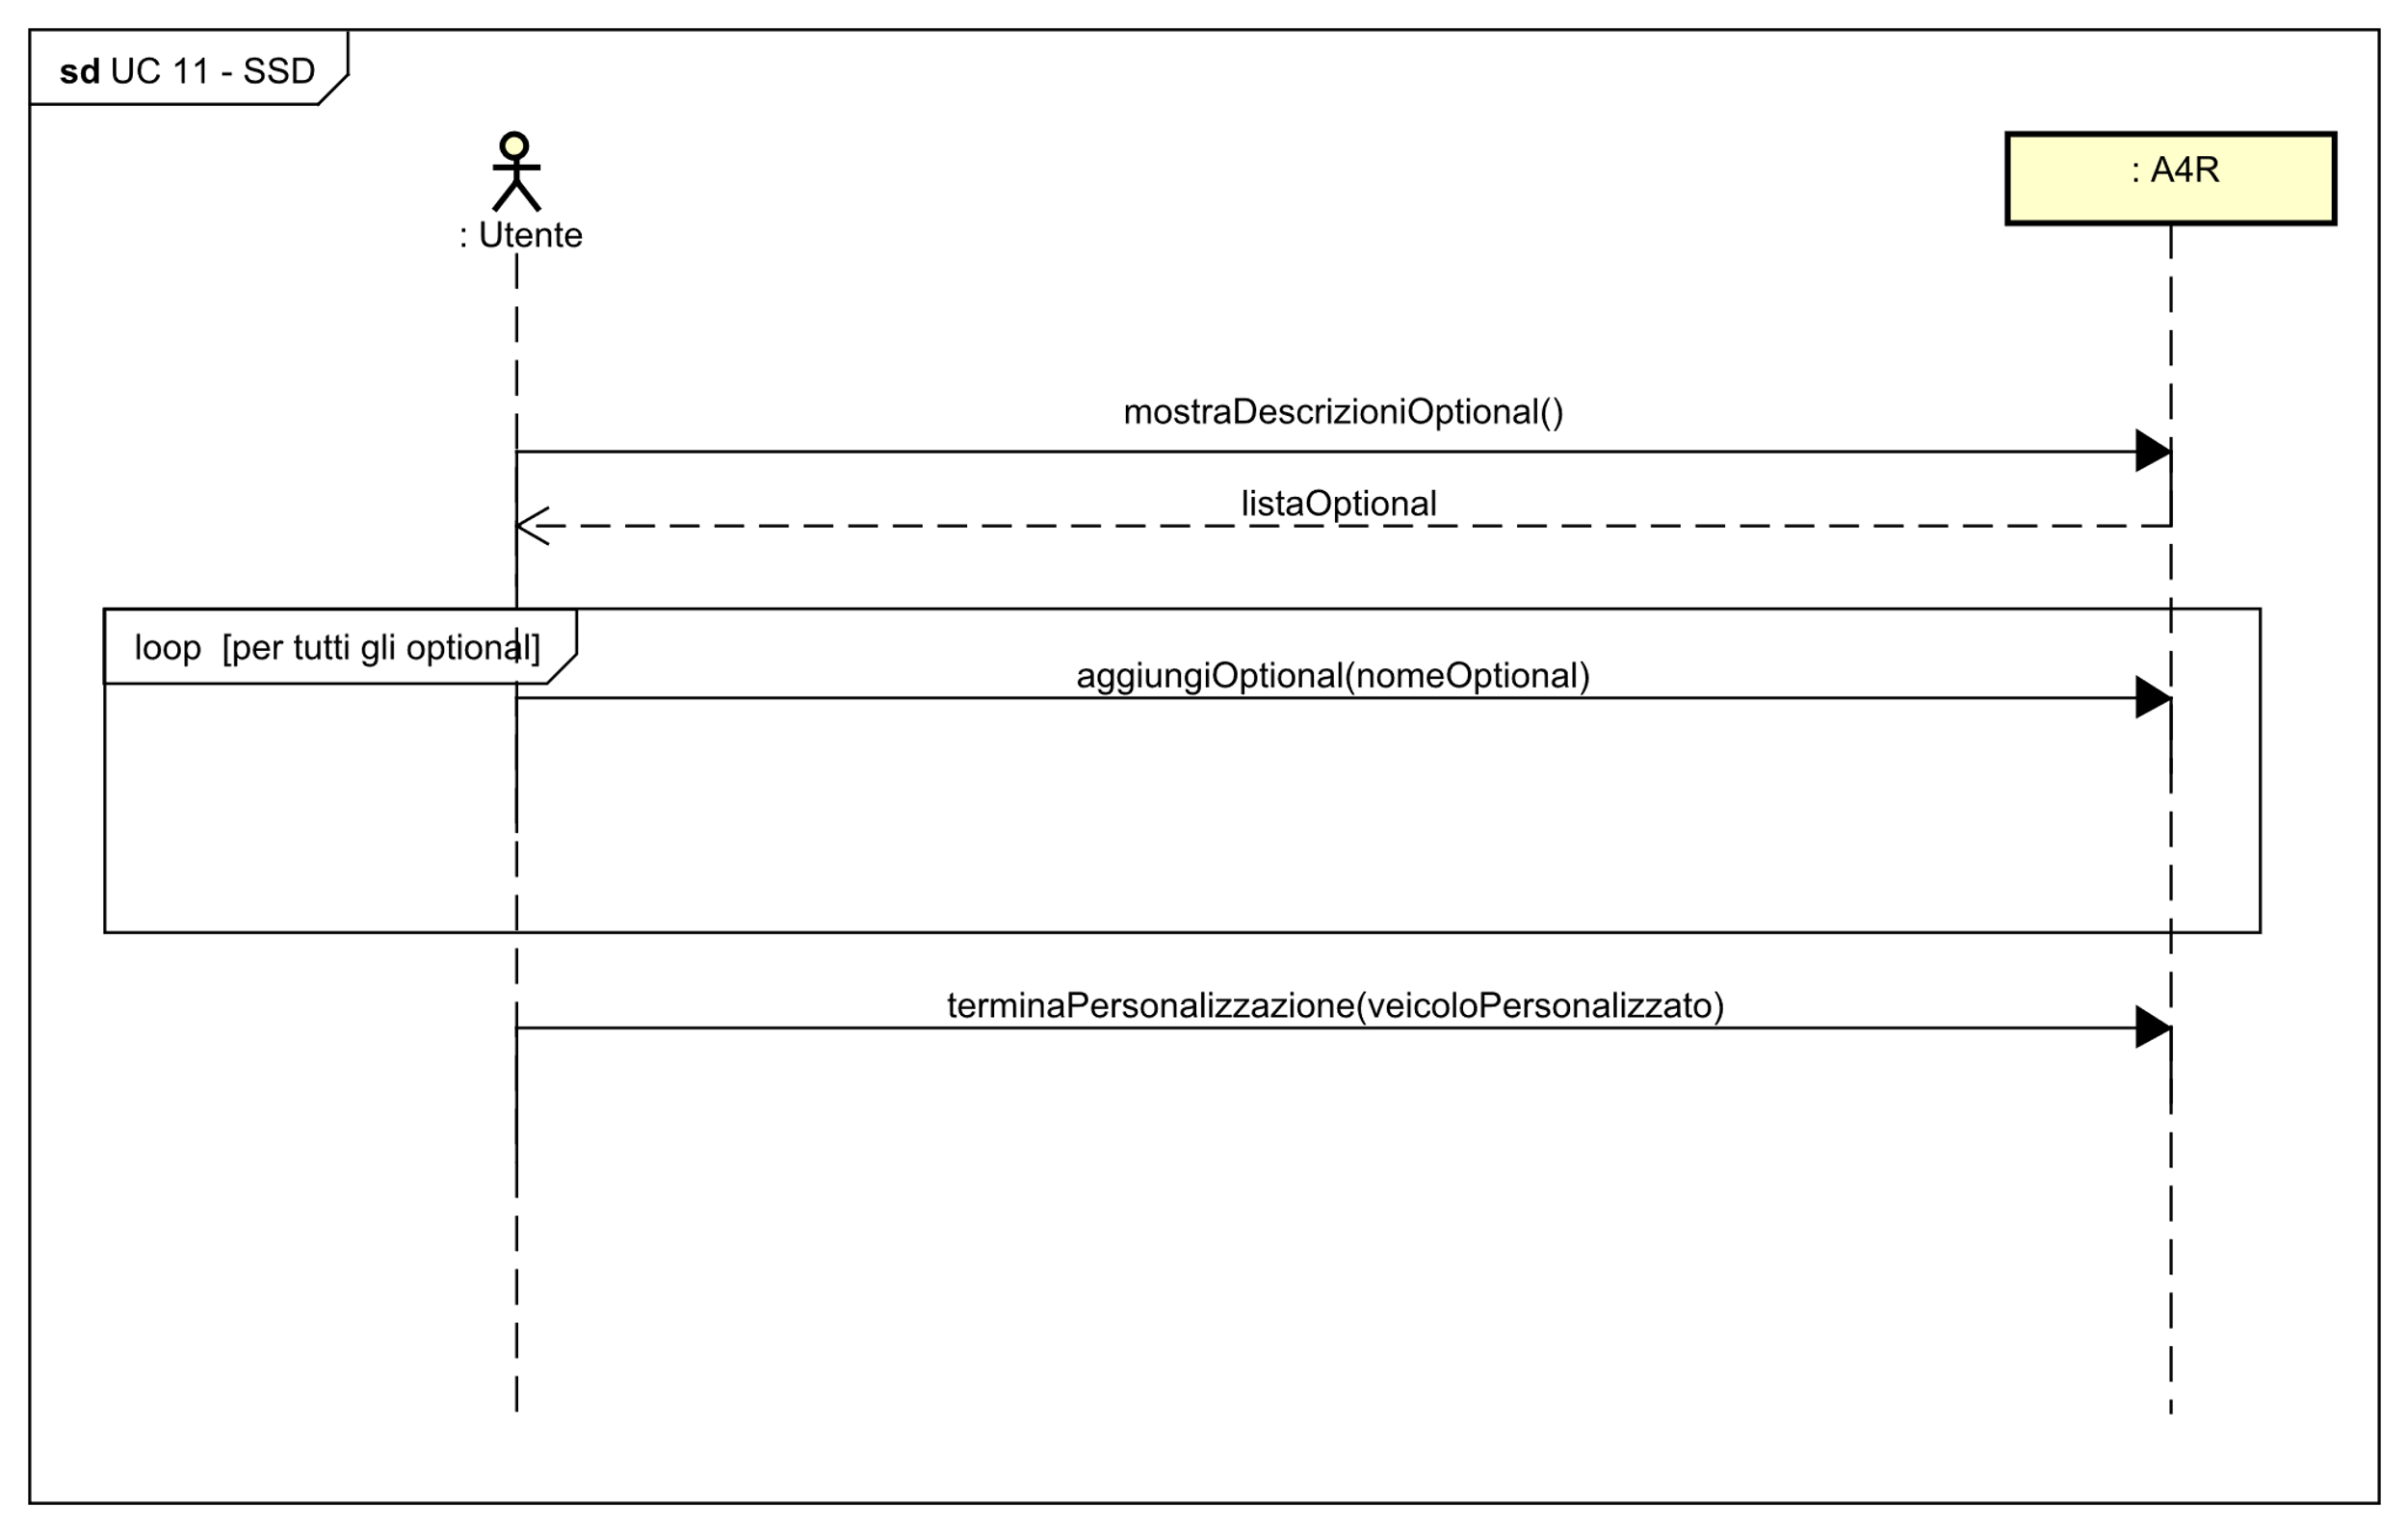 sd UC 11 - SSD
: Utente
: A4R
mostraDescrizioniOptional()
listaOptional
loop [per tutti gli optional]
aggiungiOptional(nomeOptional)
terminaPersonalizzazione(veicoloPersonalizzato)